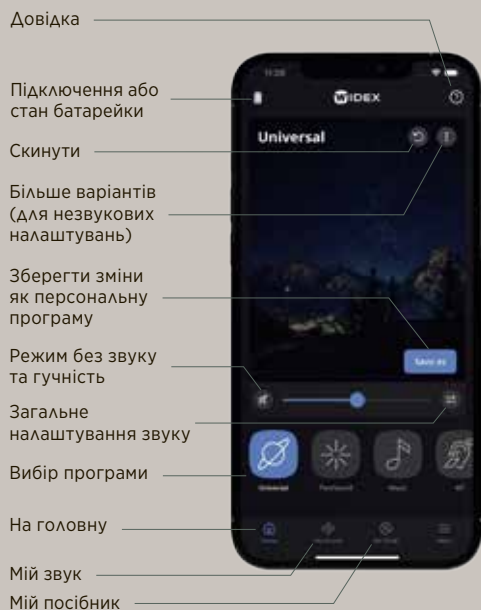 Довідка
11:20
WIDEX
Підключення або
стан батарейки
Universal
Скинути
Більше варіантів
(для незвукових
налаштувань)
Зберегти зміни
як персональну
програму
Save as
Режим без звуку
та гучність
Загальне
налаштування звуку
Вибір програми
Universal
Music
На головну
Мій звук
Мій посібник